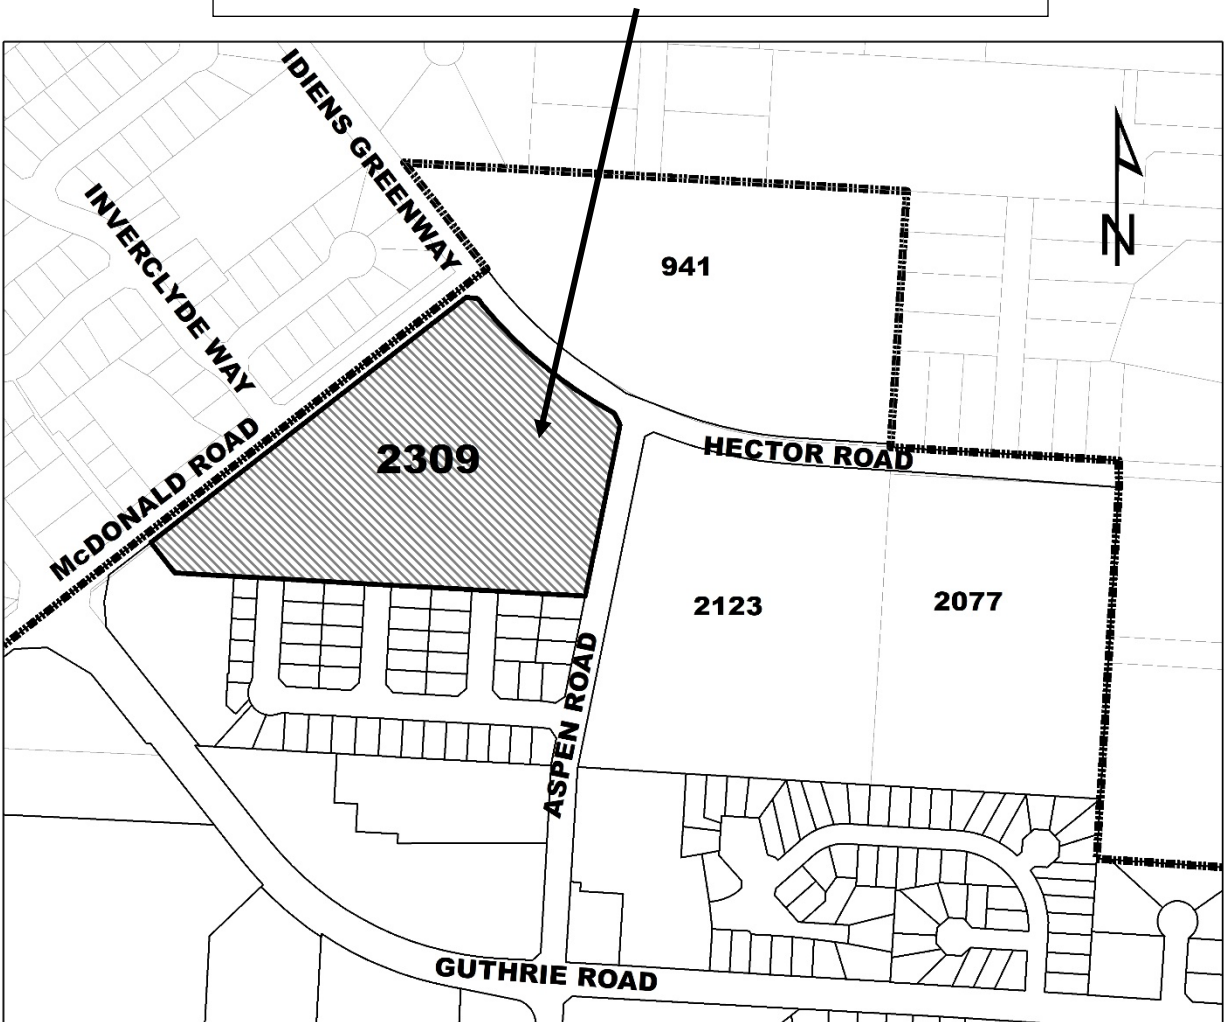 IDIENS GREENWAY
INVERCLYDE WAY
N
941
McDONALD ROAD
2309
HECTOR ROAD
2123
2077
ASPEN ROAD
GUTHRIE ROAD